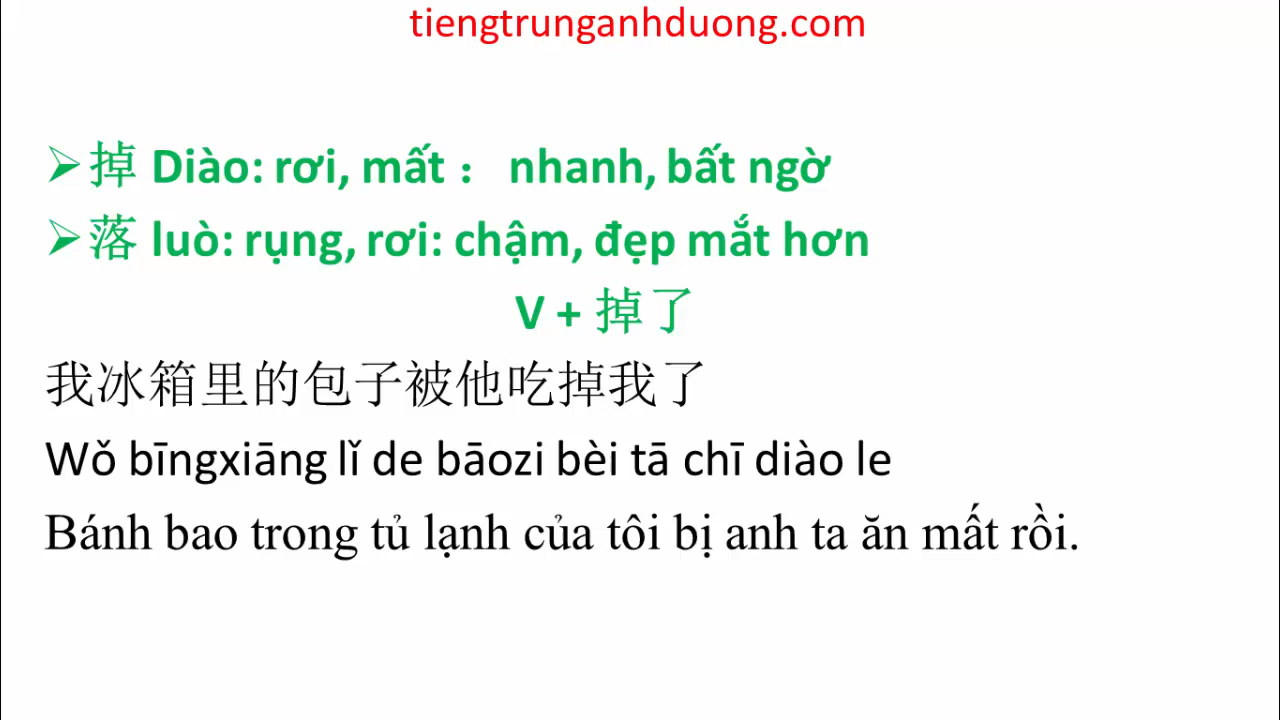 tiengtrunganhduong.com
➢掉 Diào: rơi, mất ： nhanh, bất ngờ
➢落 luò: rụng, rơi: chậm, đẹp mắt hơn
V + 掉了
我冰箱里的包子被他吃掉我了
Wǒ bīngxiāng lǐ de bāozi bèi tā chī diào le
Bánh bao trong tủ lạnh của tôi bị anh ta ăn mất rồi.